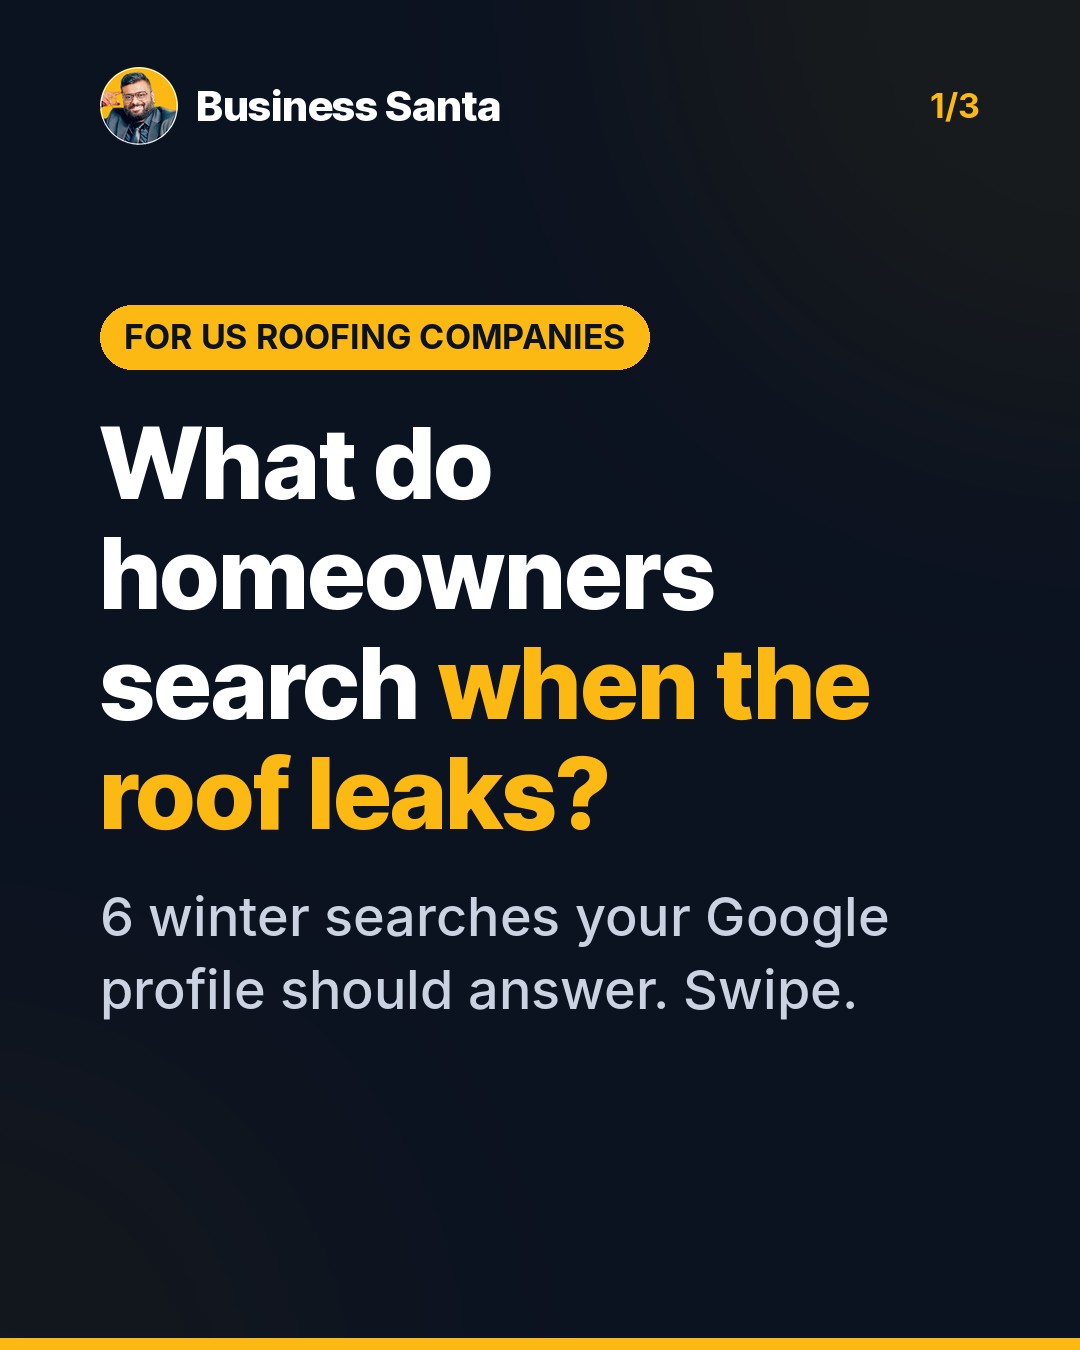 Business Santa
1/3
FOR US ROOFING COMPANIES
What do
homeowners
search when the
roof leaks?
6 winter searches your Google
profile should answer. Swipe.